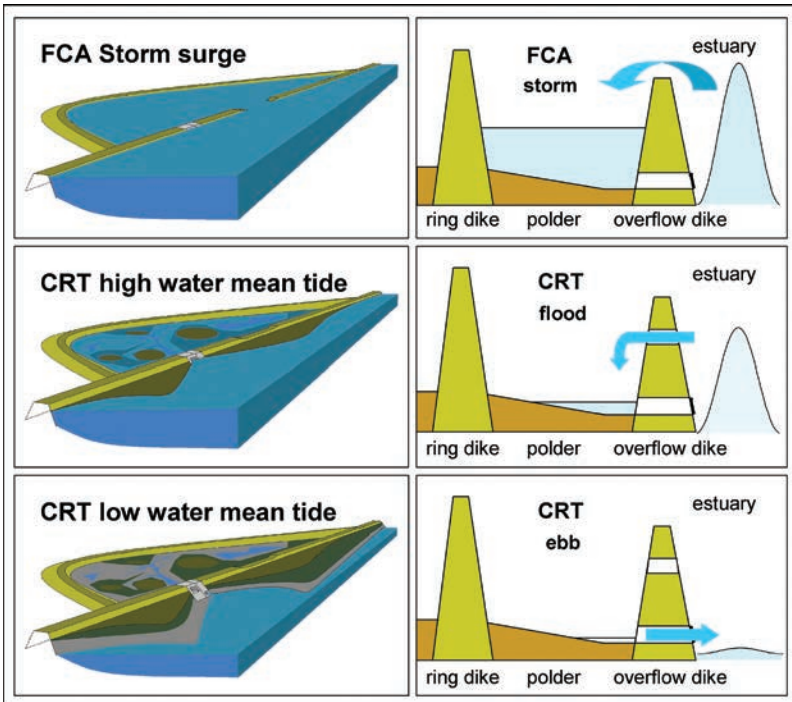 FCA Storm surge
FCA
storm
estuary
ring dike polder overflow dike
CRT high water mean tide
CRT
flood
estuary
ring dike polder overflow dike
CRT low water mean tide
CRT
ebb
estuary
ring dike polder overflow dike